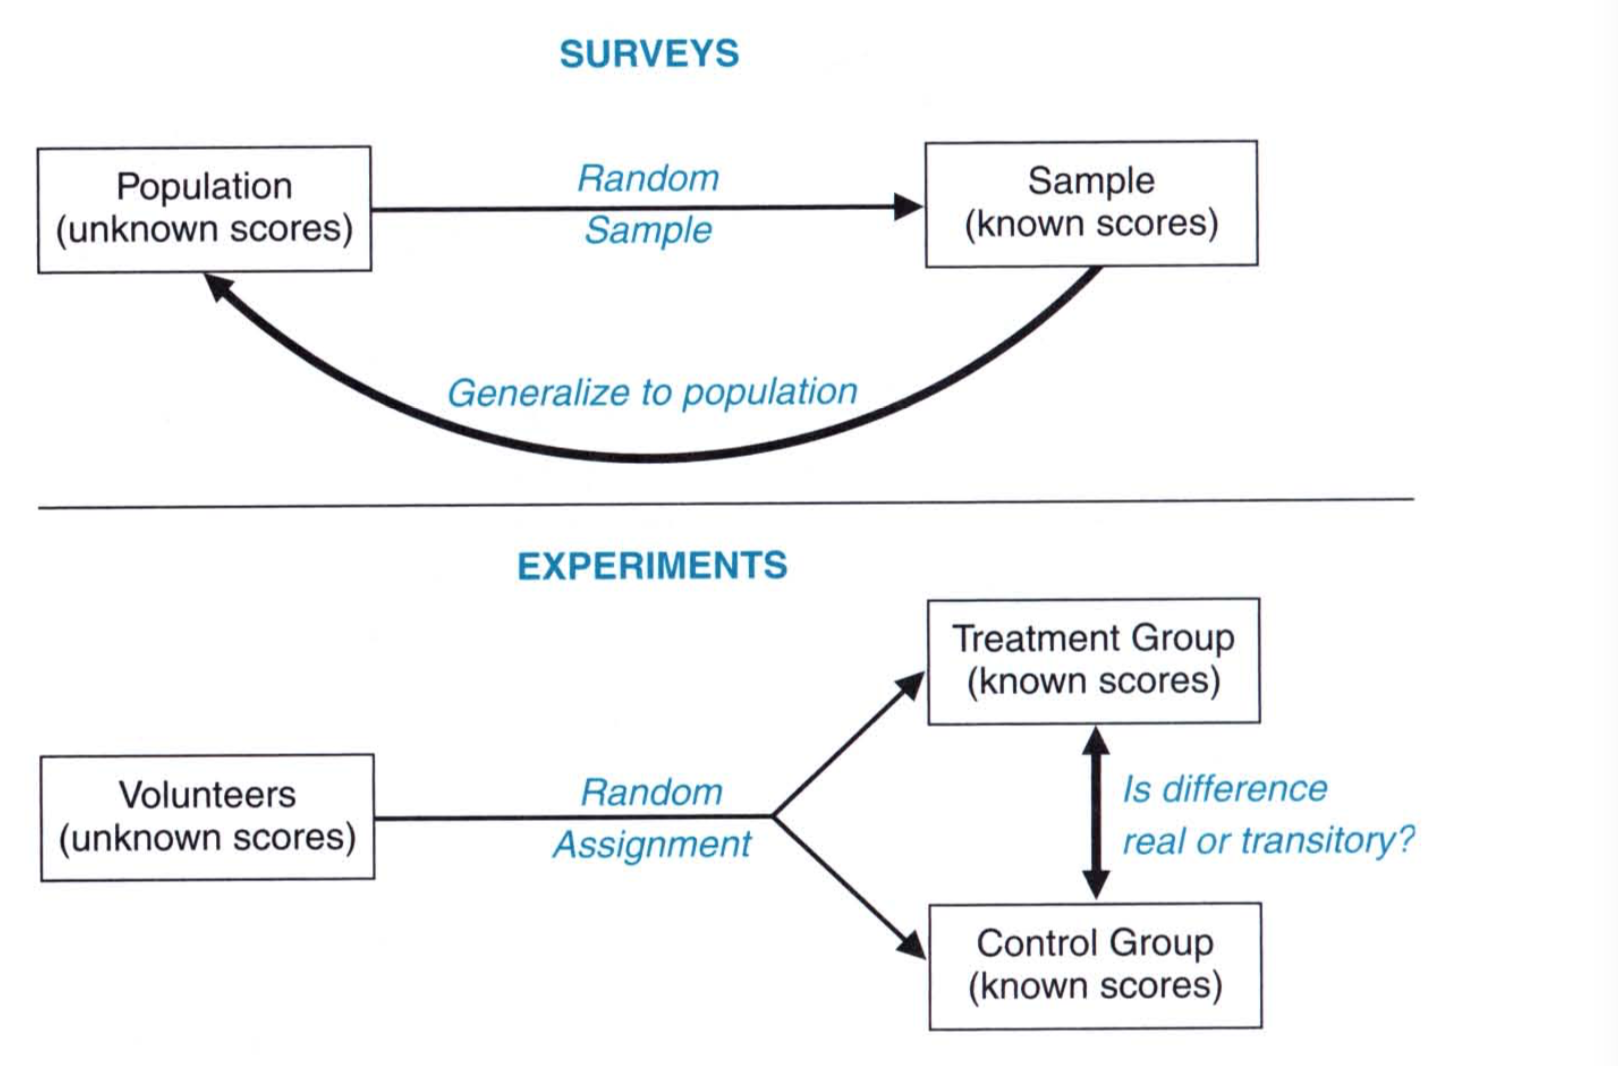 SURVEYS
Population
(unknown scores)
Random
Sample
Sample
(known scores)
Generalize to population
EXPERIMENTS
Treatment Group
(known scores)
Volunteers
(unknown scores)
Random
Assignment
Is difference
real or transitory?
Control Group
(known scores)